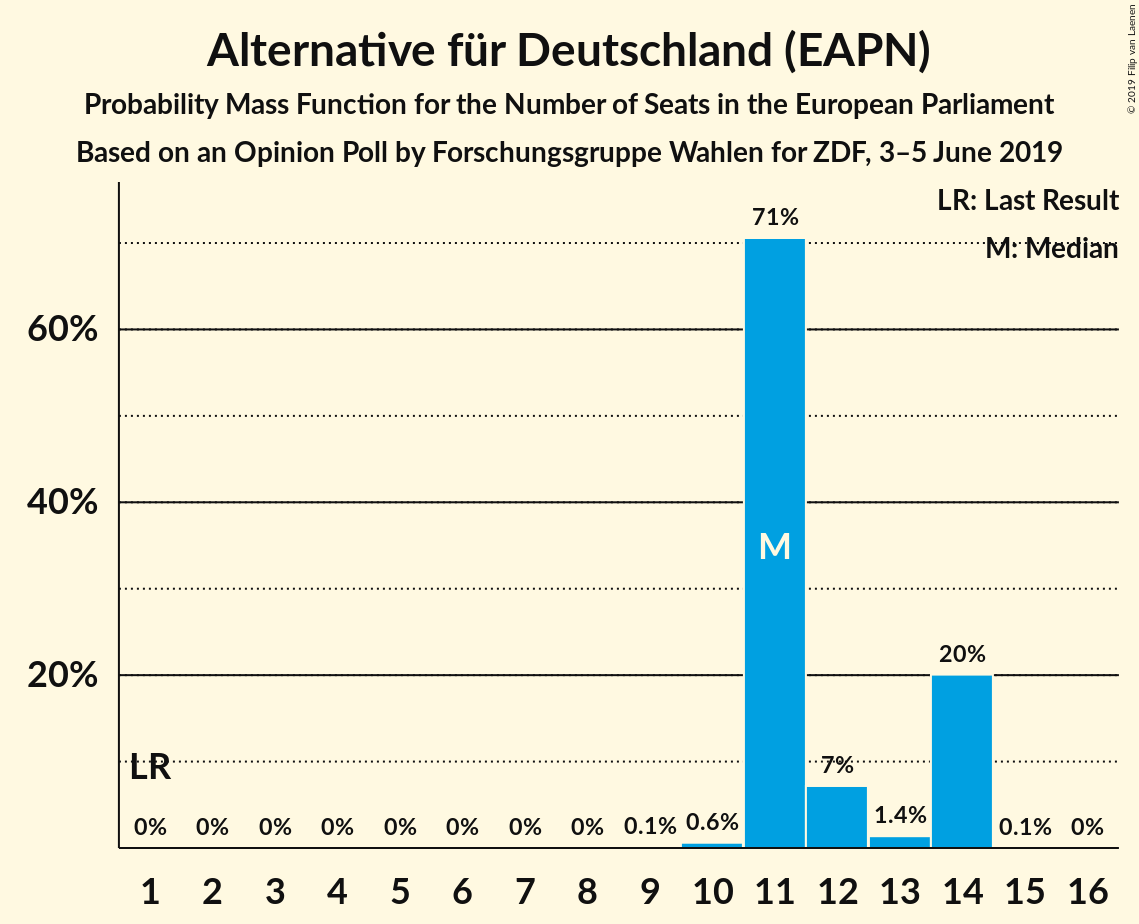 Alternative für Deutschland (EAPN)
Probability Mass Function for the Number of Seats in the European Parliament
Based on an Opinion Poll by Forschungsgruppe Wahlen for ZDF, 3–5 June 2019
© 2019 Filip van Laenen
LR: Last Result
M: Median
71%
60%
40%
M
20%
20%
LR
7%
0% 0% 0% 0% 0% 0% 0% 0% 0.1% 0.6% 1.4% 0.1% 0%
1 2 3 4 5 6 7 8 9 10 11 12 13 14 15 16